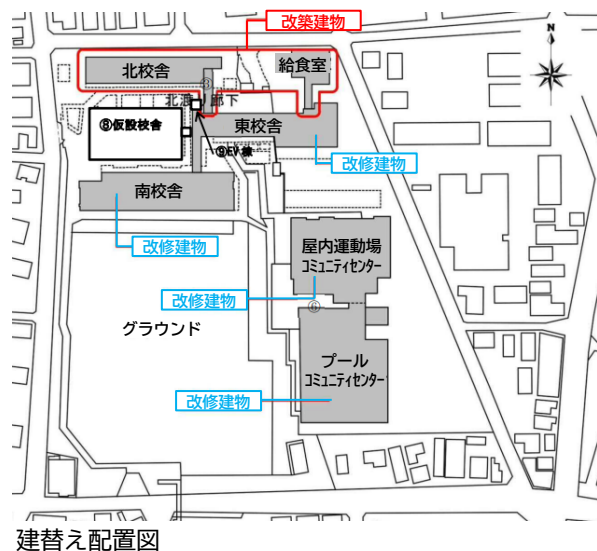 改築建物
N
北校舎
給食室
③
北渡り廊下
⑧仮設校舎
東校舎
⑨EV棟
改修建物
南校舎
改修建物
屋内運動場
コミュニティセンター
改修建物
⑥
グラウンド
プール
コミュニティセンター
改修建物
建替え配置図